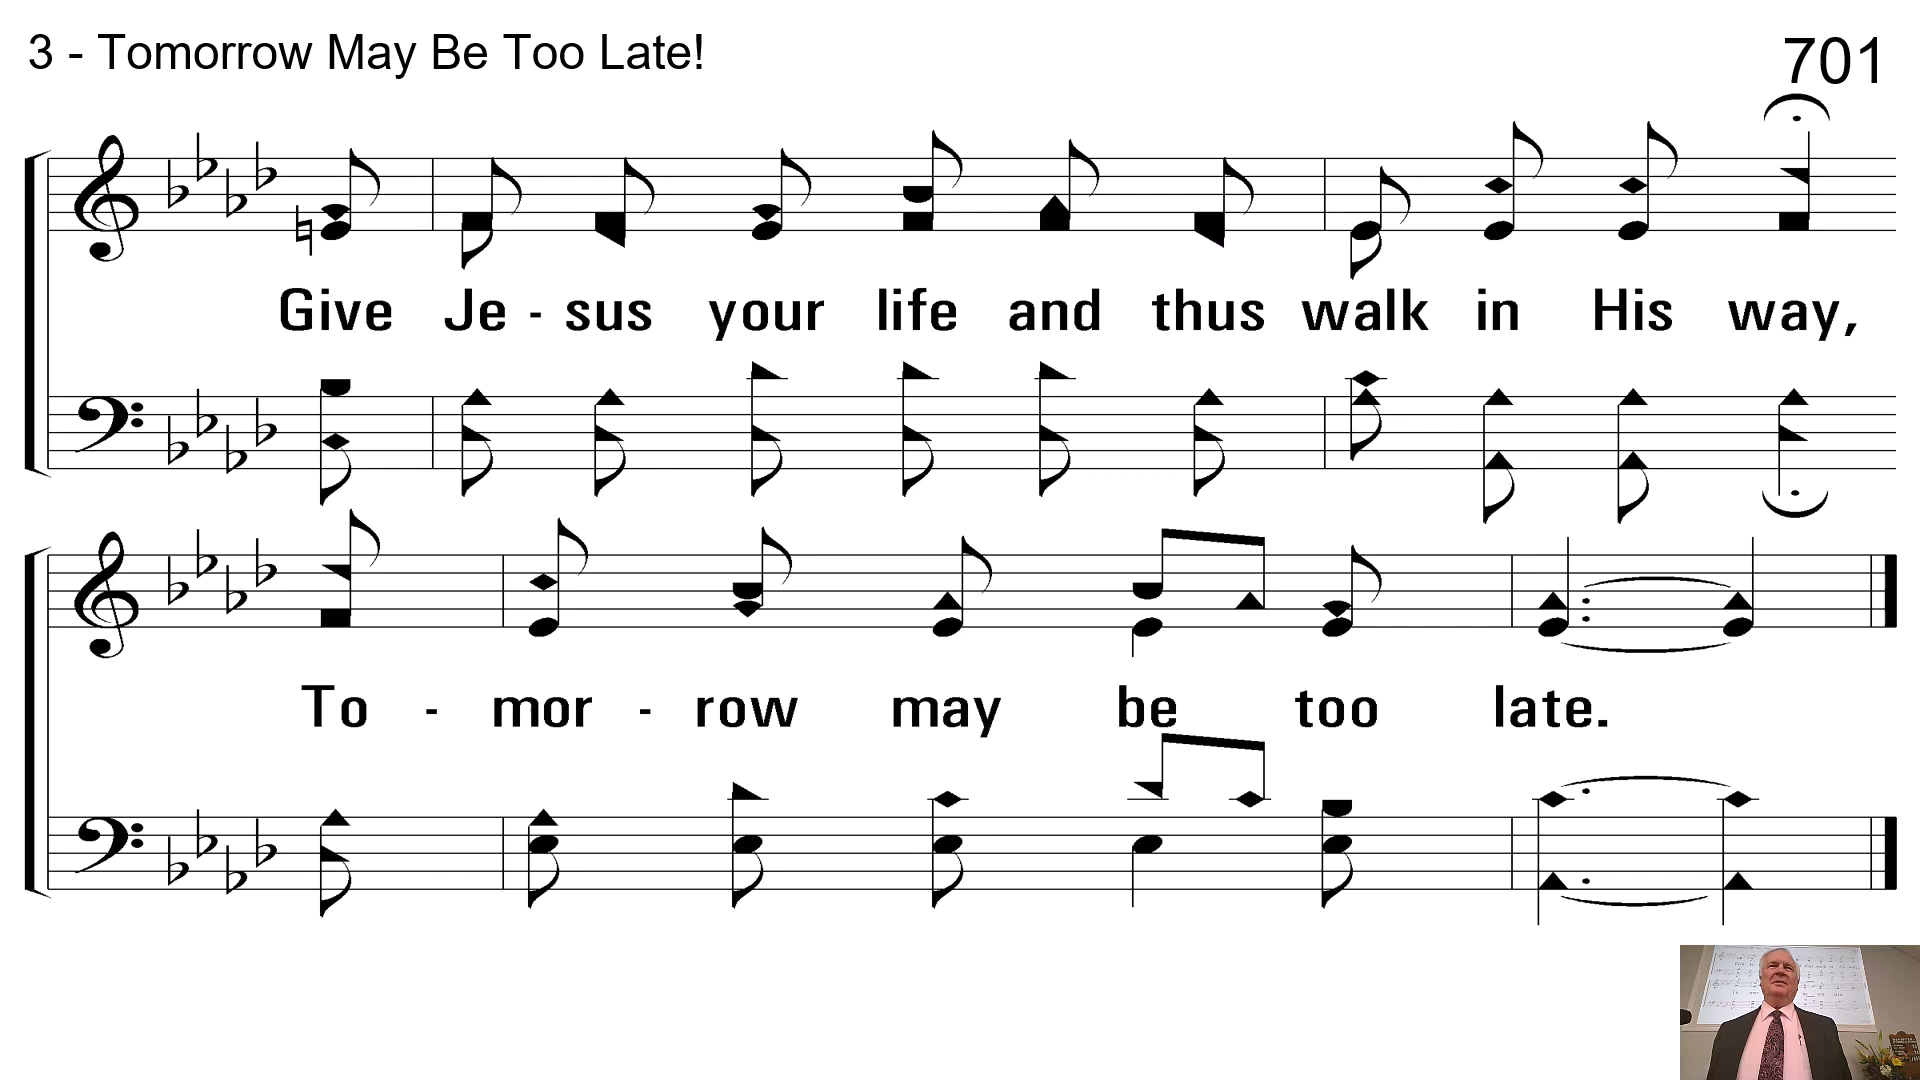 3 - Tomorrow May Be Too Late!
701
Give Je - sus your life and thus walk in His way,
To - mor - row may be too late.